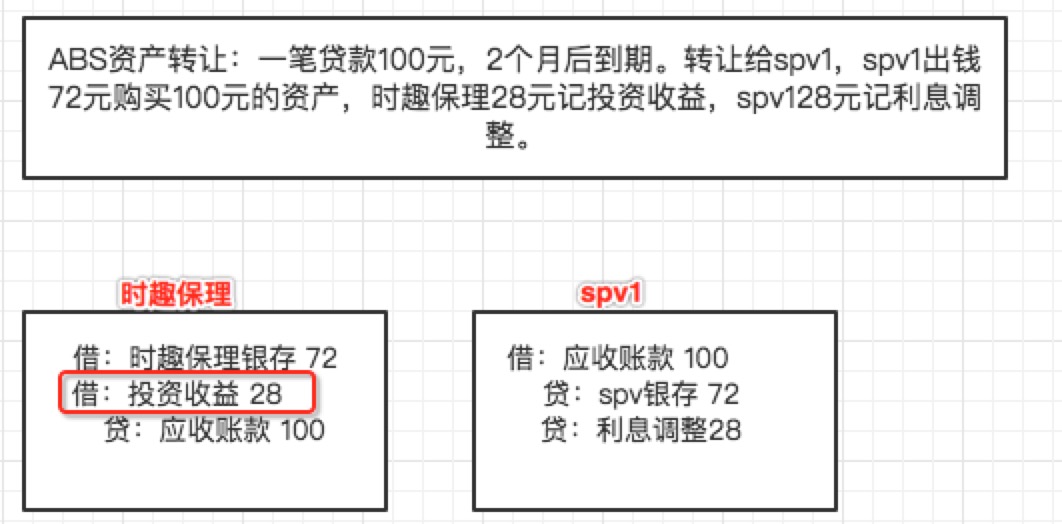 ABS资产转让：一笔贷款100元，2个月后到期。转让给spv1，spv1出钱
72元购买100元的资产，时趣保理28元记投资收益，spv128元记利息调
整。
时趣保理
借：时趣保理银存 72
借：投资收益 28
贷：应收账款 100
spv1
借：应收账款 100
贷：spv银存 72
贷：利息调整28